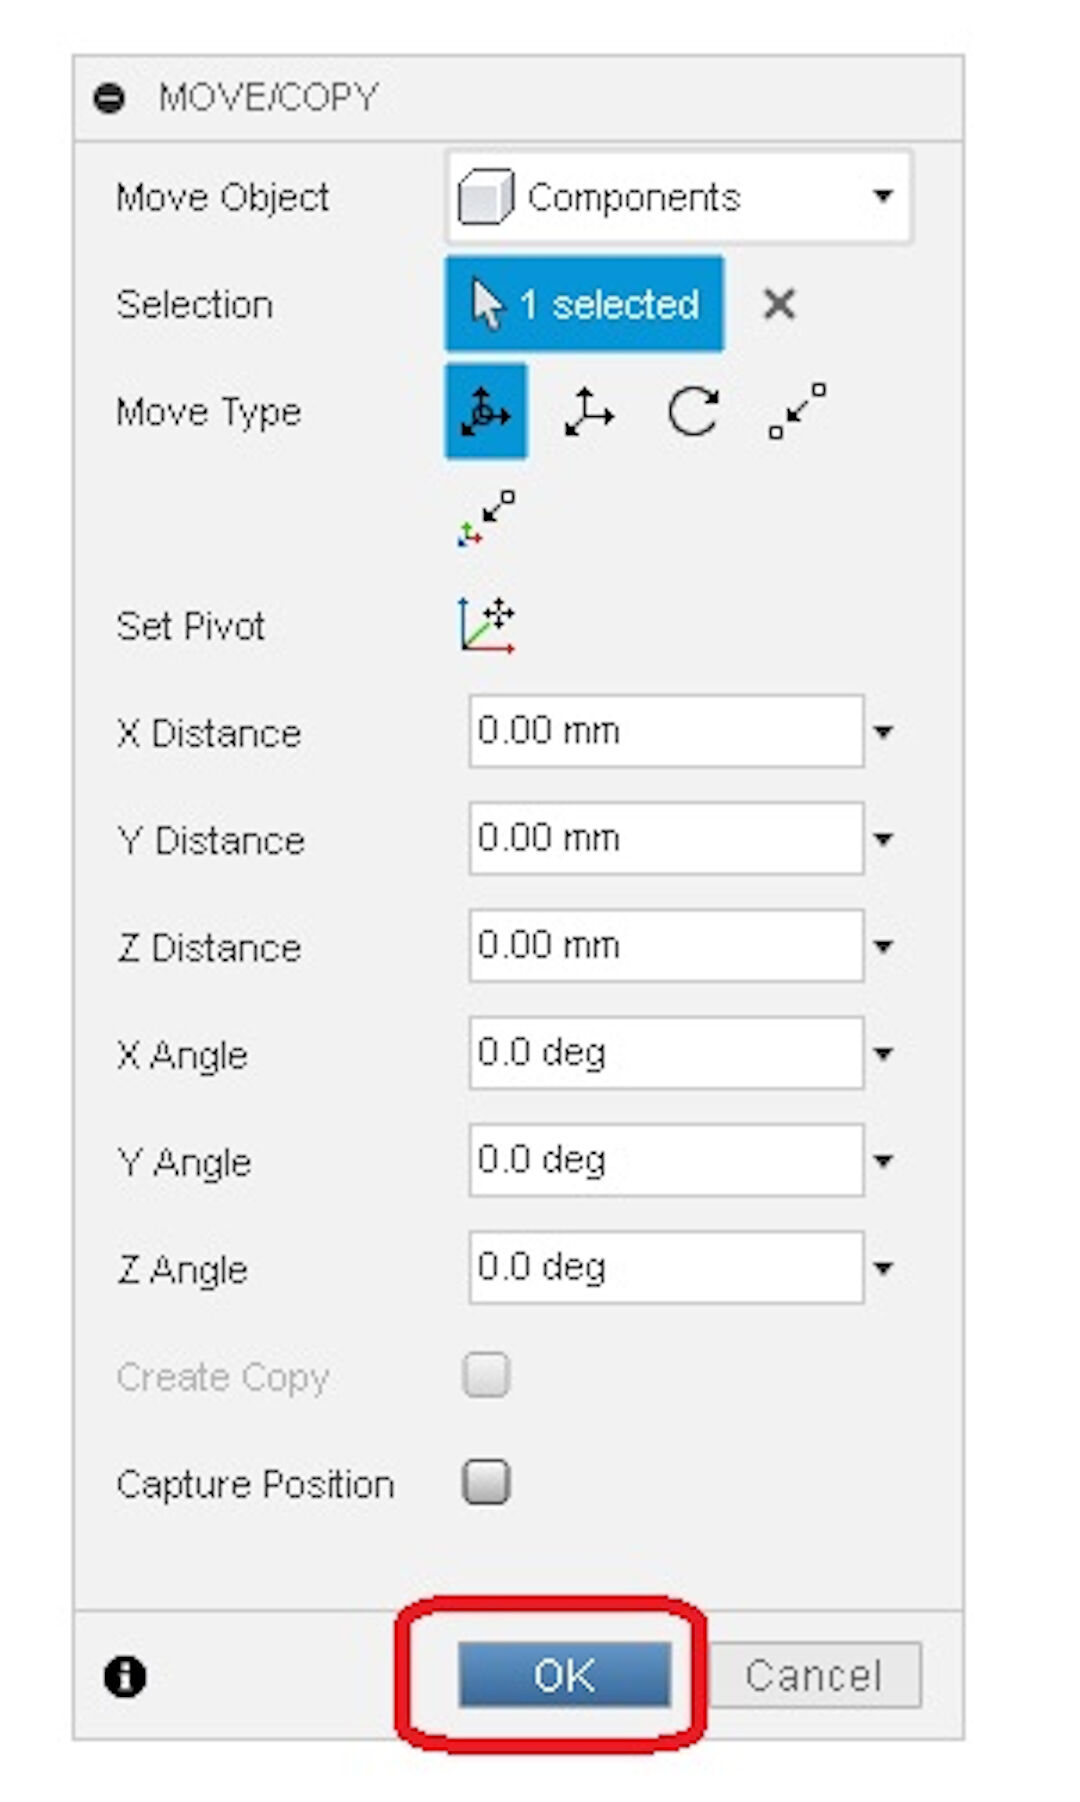 MOVE/COPY
Move Object Components
Selection 1 selected
Move Type
Set Pivot
X Distance 0.00 mm
Y Distance 0.00 mm
Z Distance 0.00 mm
X Angle 0.0 deg
Y Angle 0.0 deg
Z Angle 0.0 deg
Create Copy
Capture Position
OK Cancel